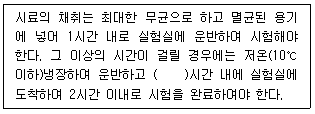 시료의 채취는 최대한 무균으로 하고 멸균된 용기
에 넣어 1시간 내로 실험실에 운반하여 시험해야
한다. 그 이상의 시간이 걸릴 경우에는 저온(10℃
이하)냉장하여 운반하고 (    )시간 내에 실험실에
도착하여 2시간 이내로 시험을 완료하여야 한다.